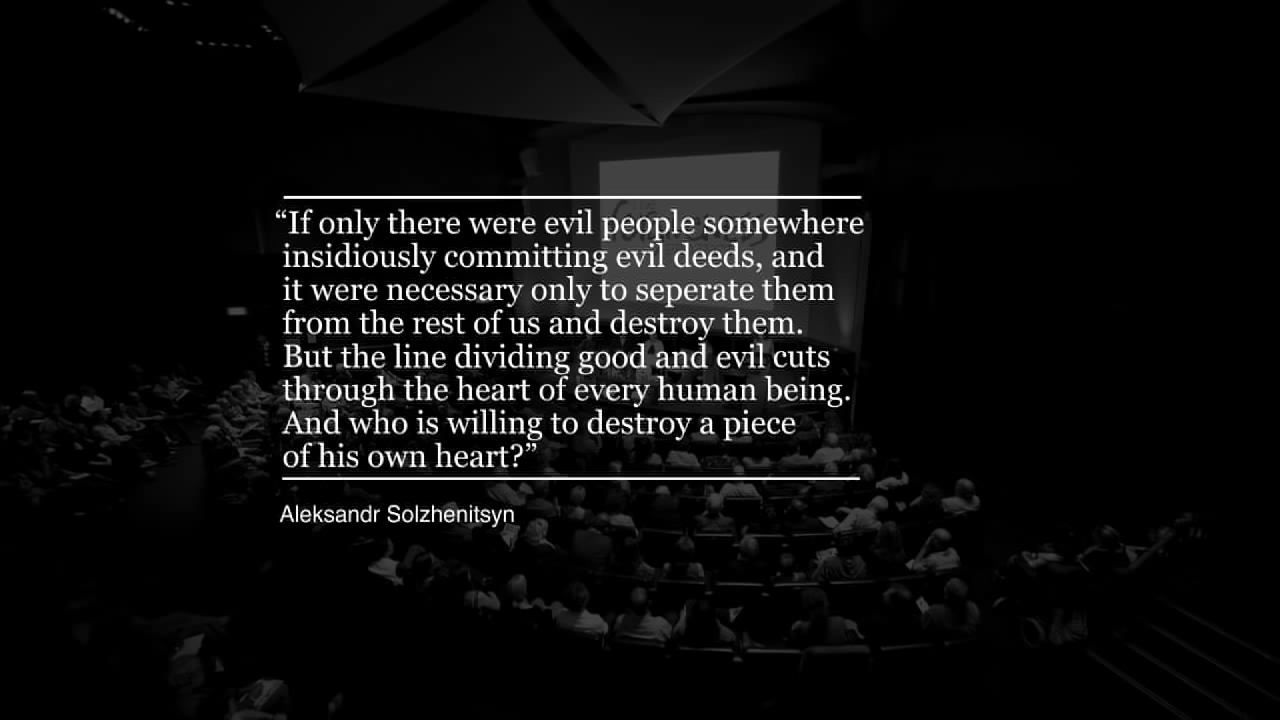 “If only there were evil people somewhere
insidiously committing evil deeds, and
it were necessary only to seperate them
from the rest of us and destroy them.
But the line dividing good and evil cuts
through the heart of every human being.
And who is willing to destroy a piece
of his own heart?”
Aleksandr Solzhenitsyn